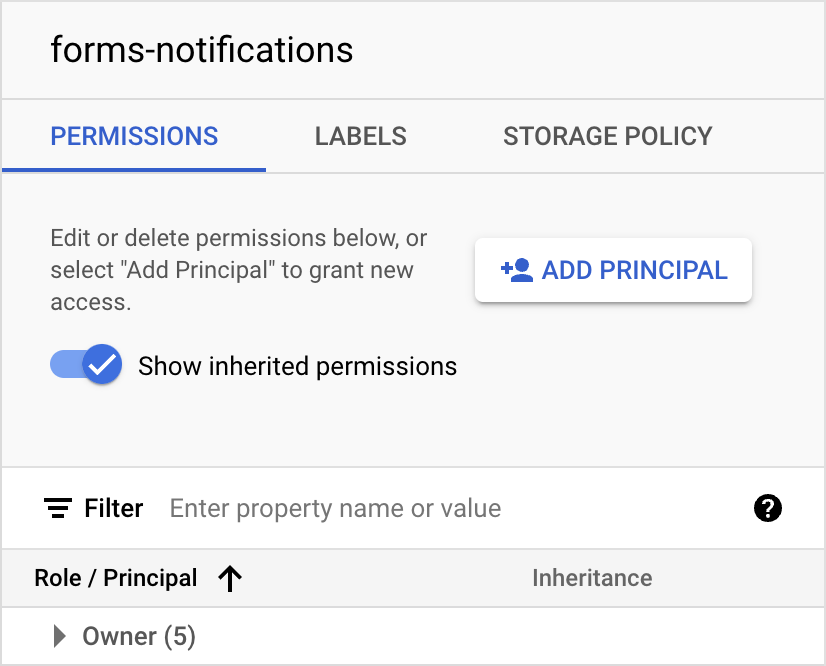 forms-notifications
PERMISSIONS LABELS STORAGE POLICY
Edit or delete permissions below, or
select "Add Principal" to grant new
access.
ADD PRINCIPAL
Show inherited permissions
Filter Enter property name or value
Role / Principal Inheritance
Owner (5)